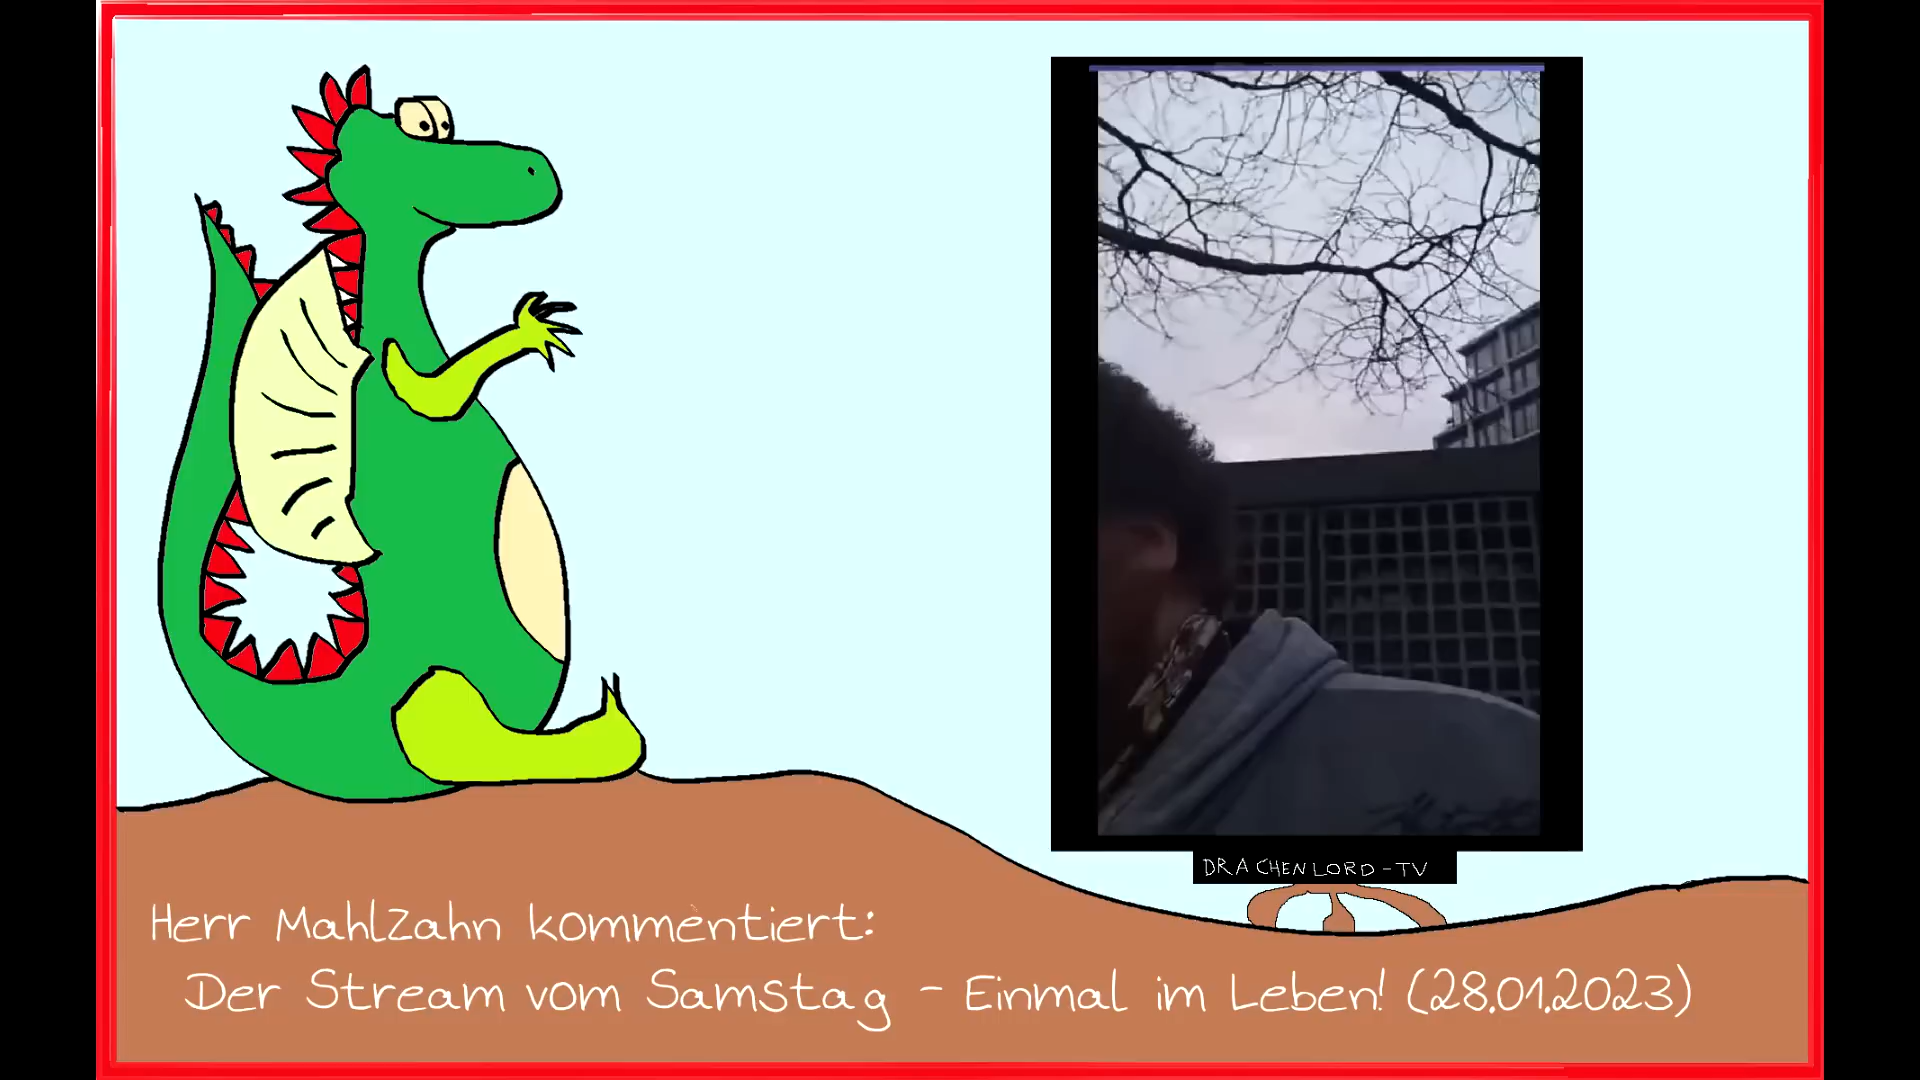 DRACHENLORD-TV
Herr Mahlzahn kommentiert:
Der Stream vom Samstag - Einmal im Leben! (28.01.2023)